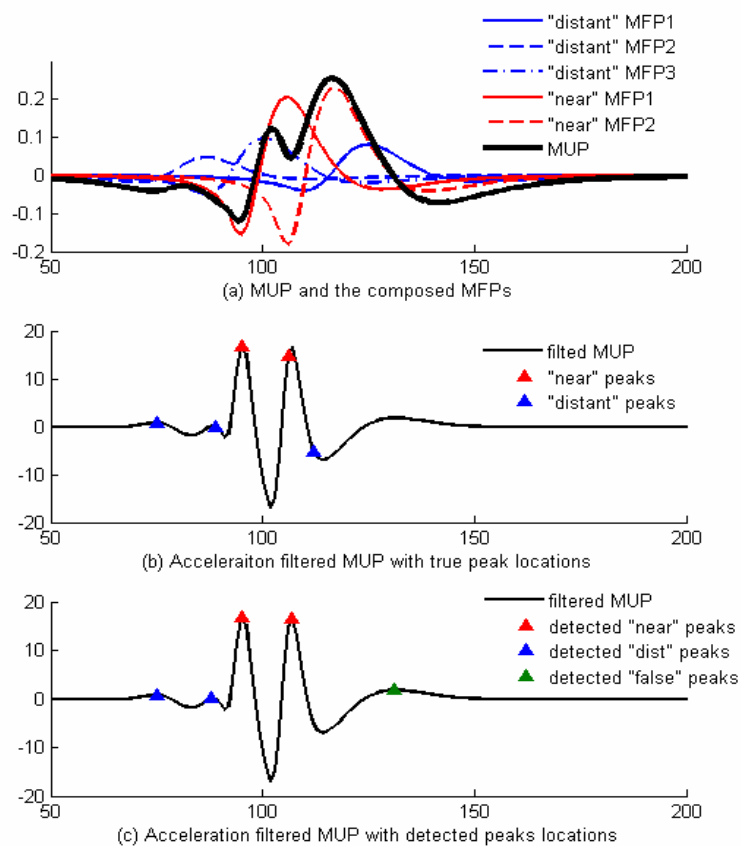 "distant" MFP1
"distant" MFP2
"distant" MFP3
"near" MFP1
"near" MFP2
MUP
0.2
0.1
0
-0.1
0.2
50
100
150
200
(a) MUP and the composed MFPs
20
10
0
-10
-20
filted MUP
"near" peaks
"distant" peaks
50
100
150
200
(b) Acceleraiton filtered MUP with true peak locations
20
10
0
-10
-20
filtered MUP
detected "near" peaks
detected "dist" peaks
detected "false" peaks
50
100
150
200
(c) Acceleration filtered MUP with detected peaks locations